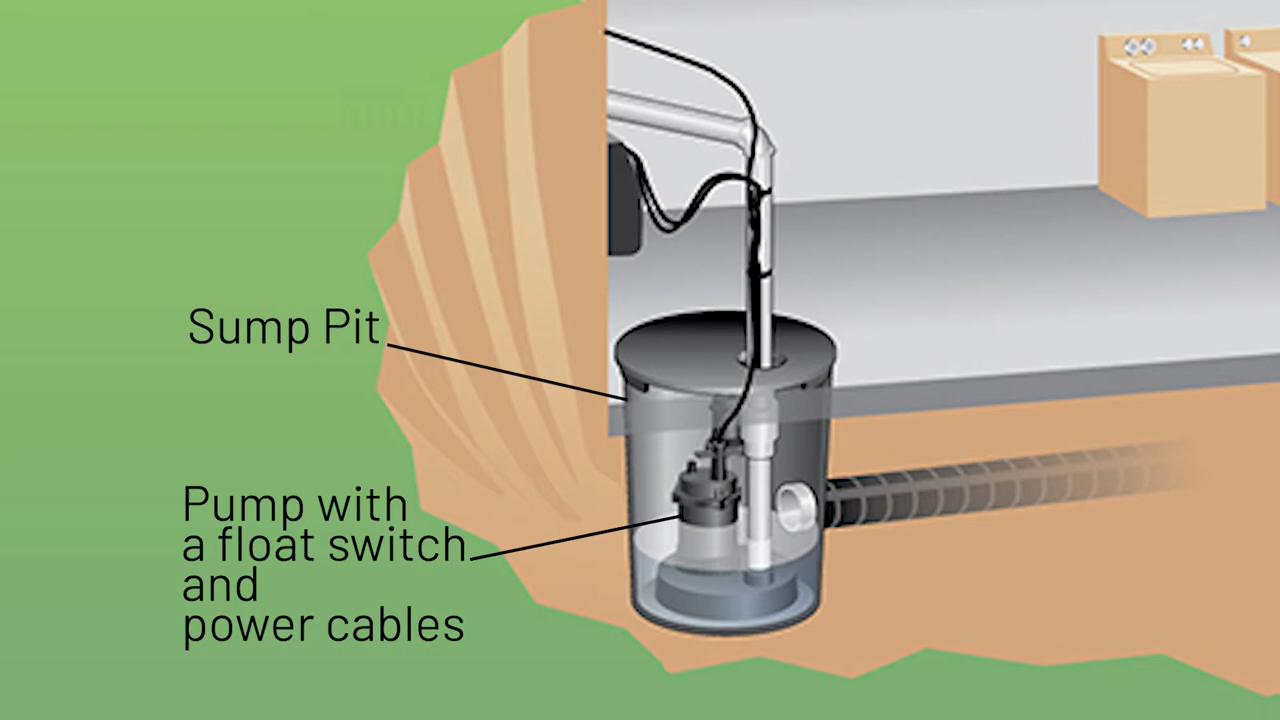 Sump Pit
Pump with
a float switch
and
power cables